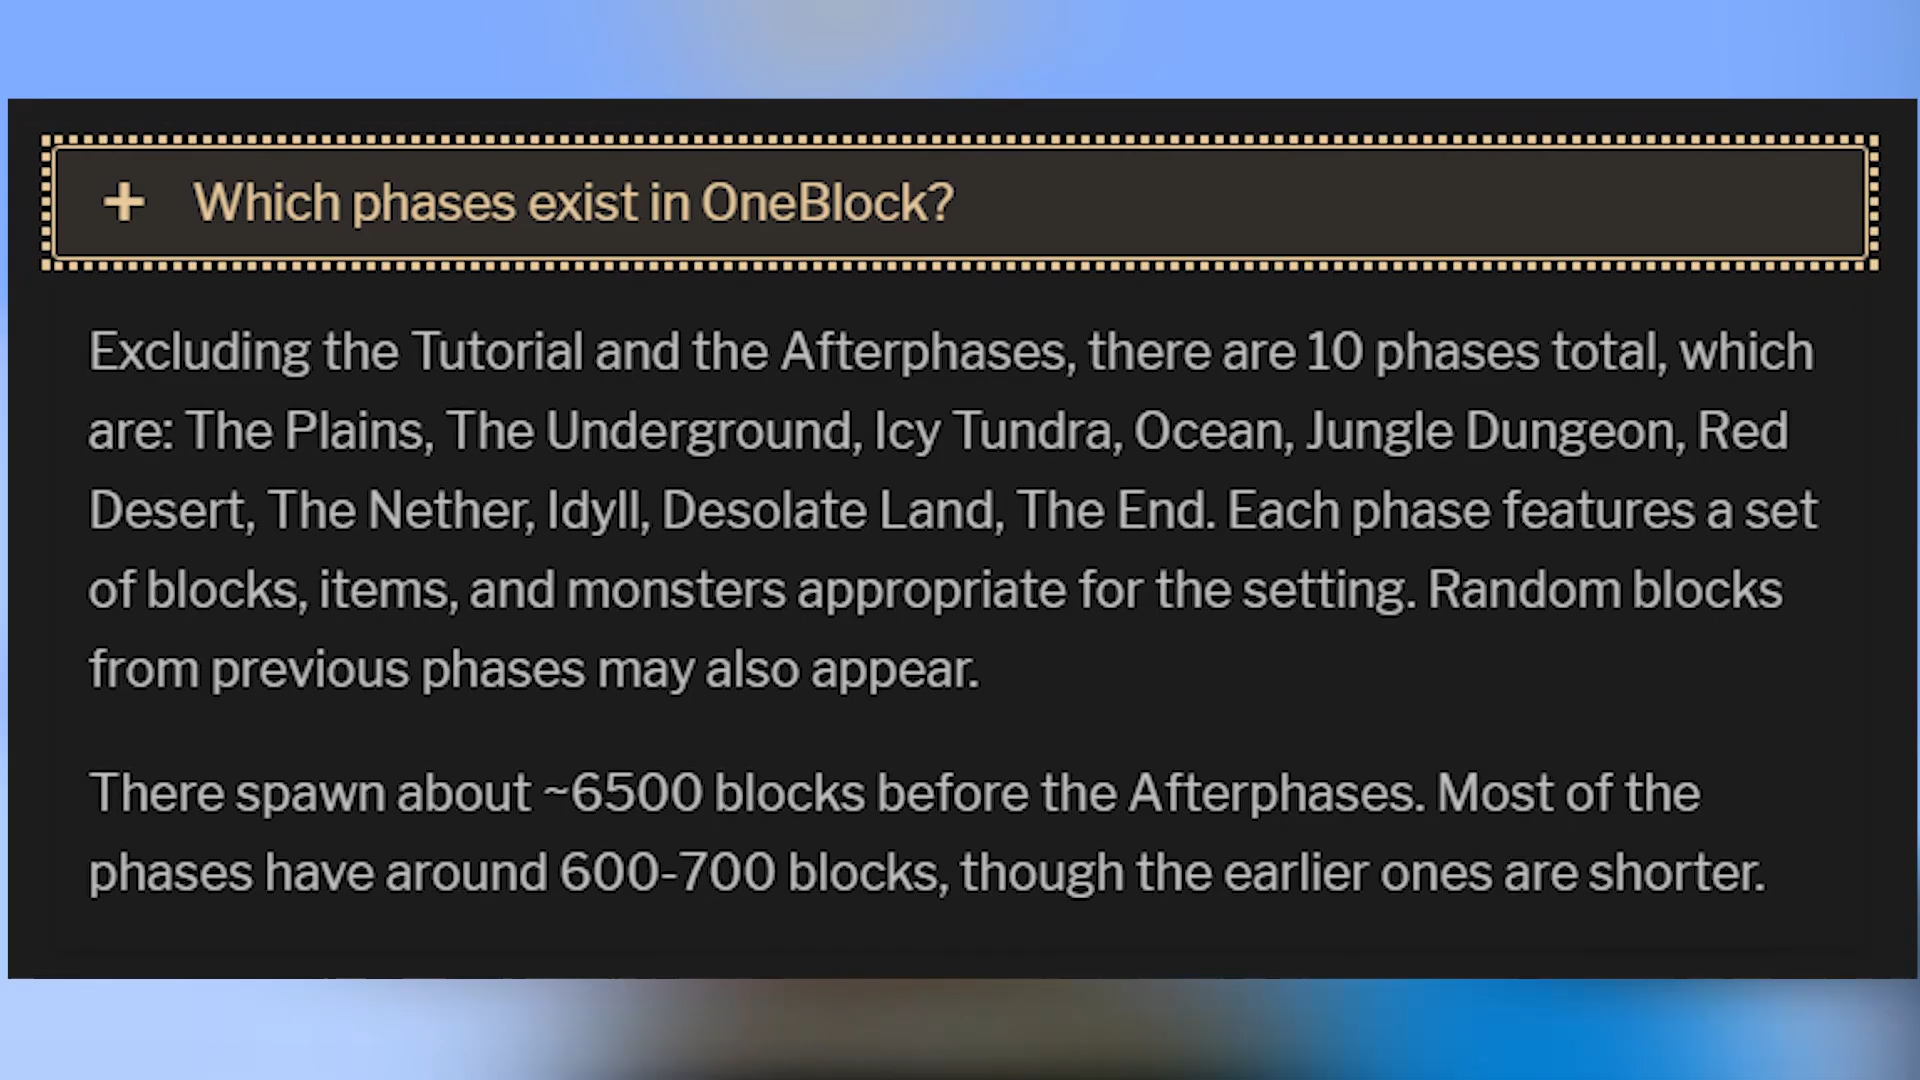 + Which phases exist in OneBlock?
Excluding the Tutorial and the Afterphases, there are 10 phases total, which
are: The Plains, The Underground, Icy Tundra, Ocean, Jungle Dungeon, Red
Desert, The Nether, Idyll, Desolate Land, The End. Each phase features a set
of blocks, items, and monsters appropriate for the setting. Random blocks
from previous phases may also appear.
There spawn about ~6500 blocks before the Afterphases. Most of the
phases have around 600-700 blocks, though the earlier ones are shorter.